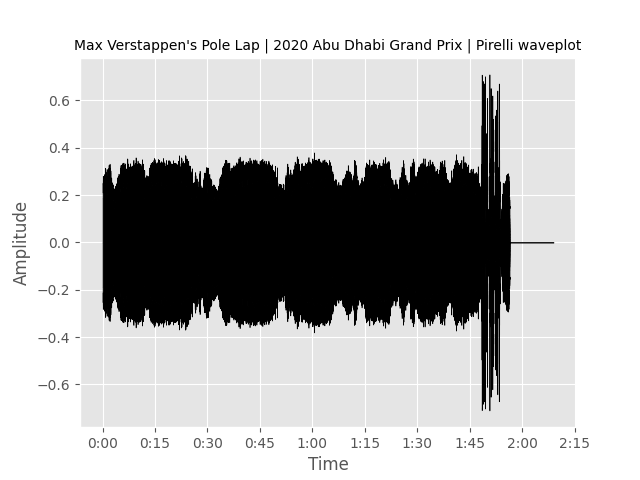 Max Verstappen's Pole Lap | 2020 Abu Dhabi Grand Prix | Pirelli waveplot
0.6
0.4
0.2
0.0
−0.2
−0.4
−0.6
Amplitude
0:00 0:15 0:30 0:45 1:00 1:15 1:30 1:45 2:00 2:15
Time